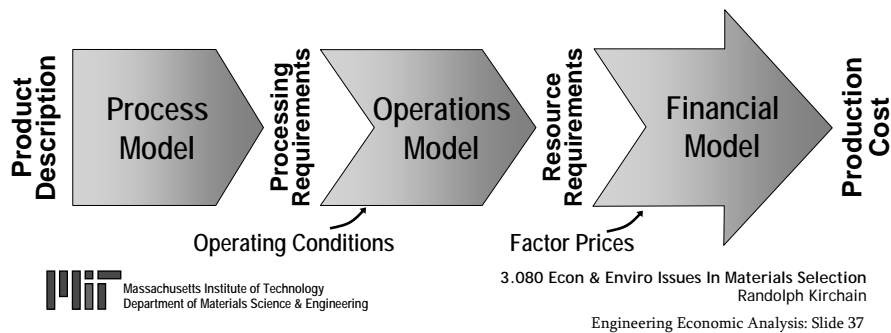 Product
Description
Process
Model
Processing
Requirements
Operations
Model
Resource
Requirements
Financial
Model
Production
Cost
Operating Conditions
Factor Prices
MIT
Massachusetts Institute of Technology
Department of Materials Science & Engineering
3.080 Econ & Enviro Issues In Materials Selection
Randolph Kirchain
Engineering Economic Analysis: Slide 37